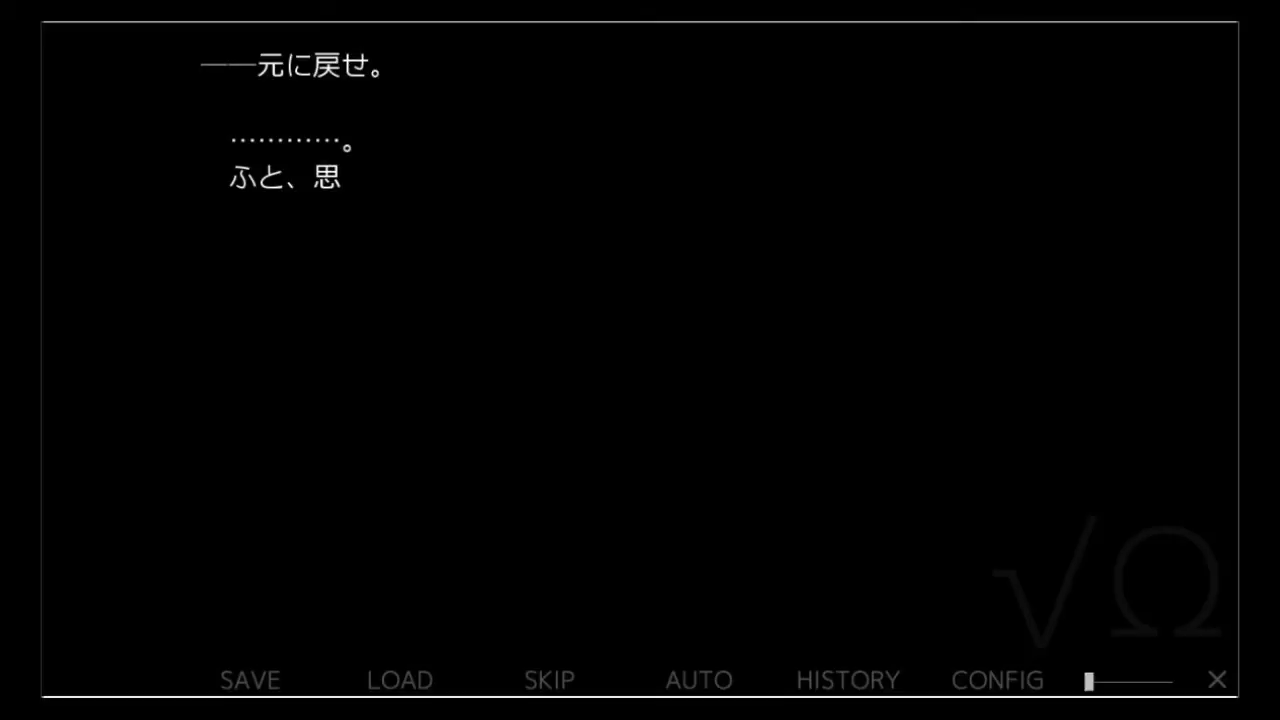 ――元に戻せ。
…………。
ふと、思
√Ω
SAVE LOAD SKIP AUTO HISTORY CONFIG ×